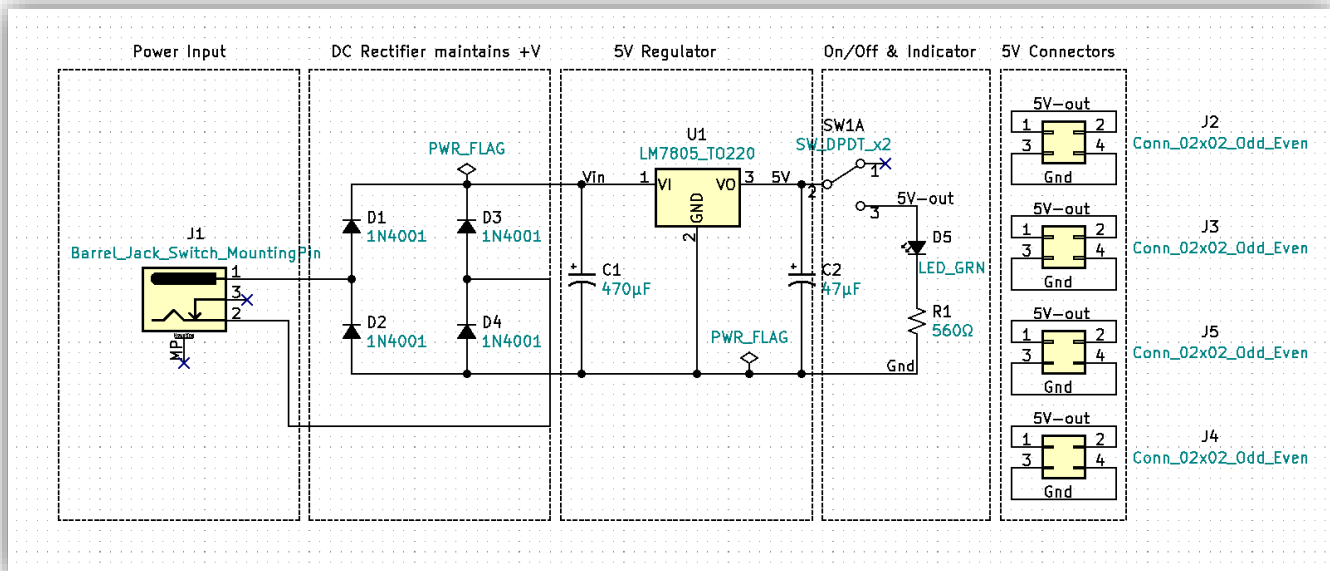 Power Input
DC Rectifier maintains +V
5V Regulator
On/Off & Indicator
5V Connectors
J1
Barrel_Jack_Switch_MountingPin
1
3
2
MP
PWR_FLAG
D1
1N4001
D3
1N4001
D2
1N4001
D4
1N4001
Vin
C1
470µF
U1
LM7805_TO220
1
VI
VO
3
GND
2
5V
C2
47µF
PWR_FLAG
SW1A
SW_DPDT_x2
1
2
3
5V-out
D5
LED_GRN
R1
560Ω
Gnd
5V-out
1
2
3
4
Gnd
J2
Conn_02x02_Odd_Even
5V-out
1
2
3
4
Gnd
J3
Conn_02x02_Odd_Even
5V-out
1
2
3
4
Gnd
J5
Conn_02x02_Odd_Even
5V-out
1
2
3
4
Gnd
J4
Conn_02x02_Odd_Even